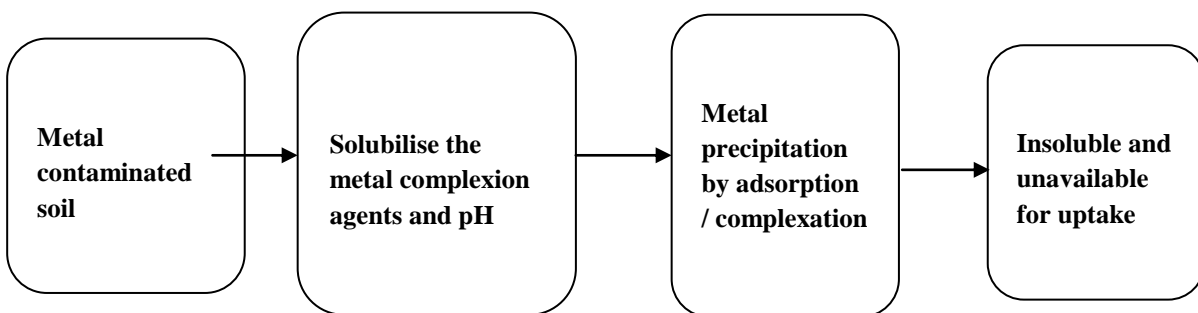 Metal
contaminated
soil
Solubilise the
metal complexion
agents and pH
Metal
precipitation
by adsorption
/ complexation
Insoluble and
unavailable
for uptake